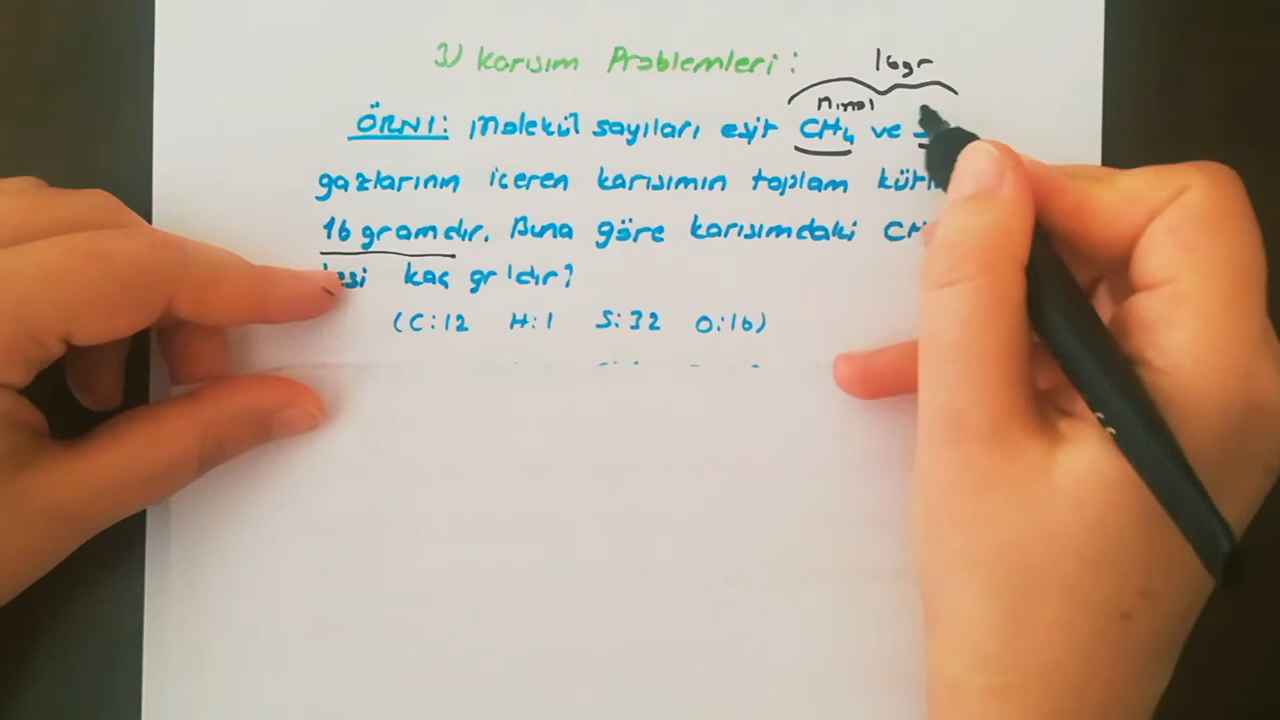 3) Karışım Problemleri:
16gr
n mol
ÖRN1: Molekül sayıları eşit CH₄ ve
gazlarının içeren karışımın toplam
16 gramdır. Buna göre karışımdaki
kaç gr'dır?
(C:12 H:1 S:32 O:16)